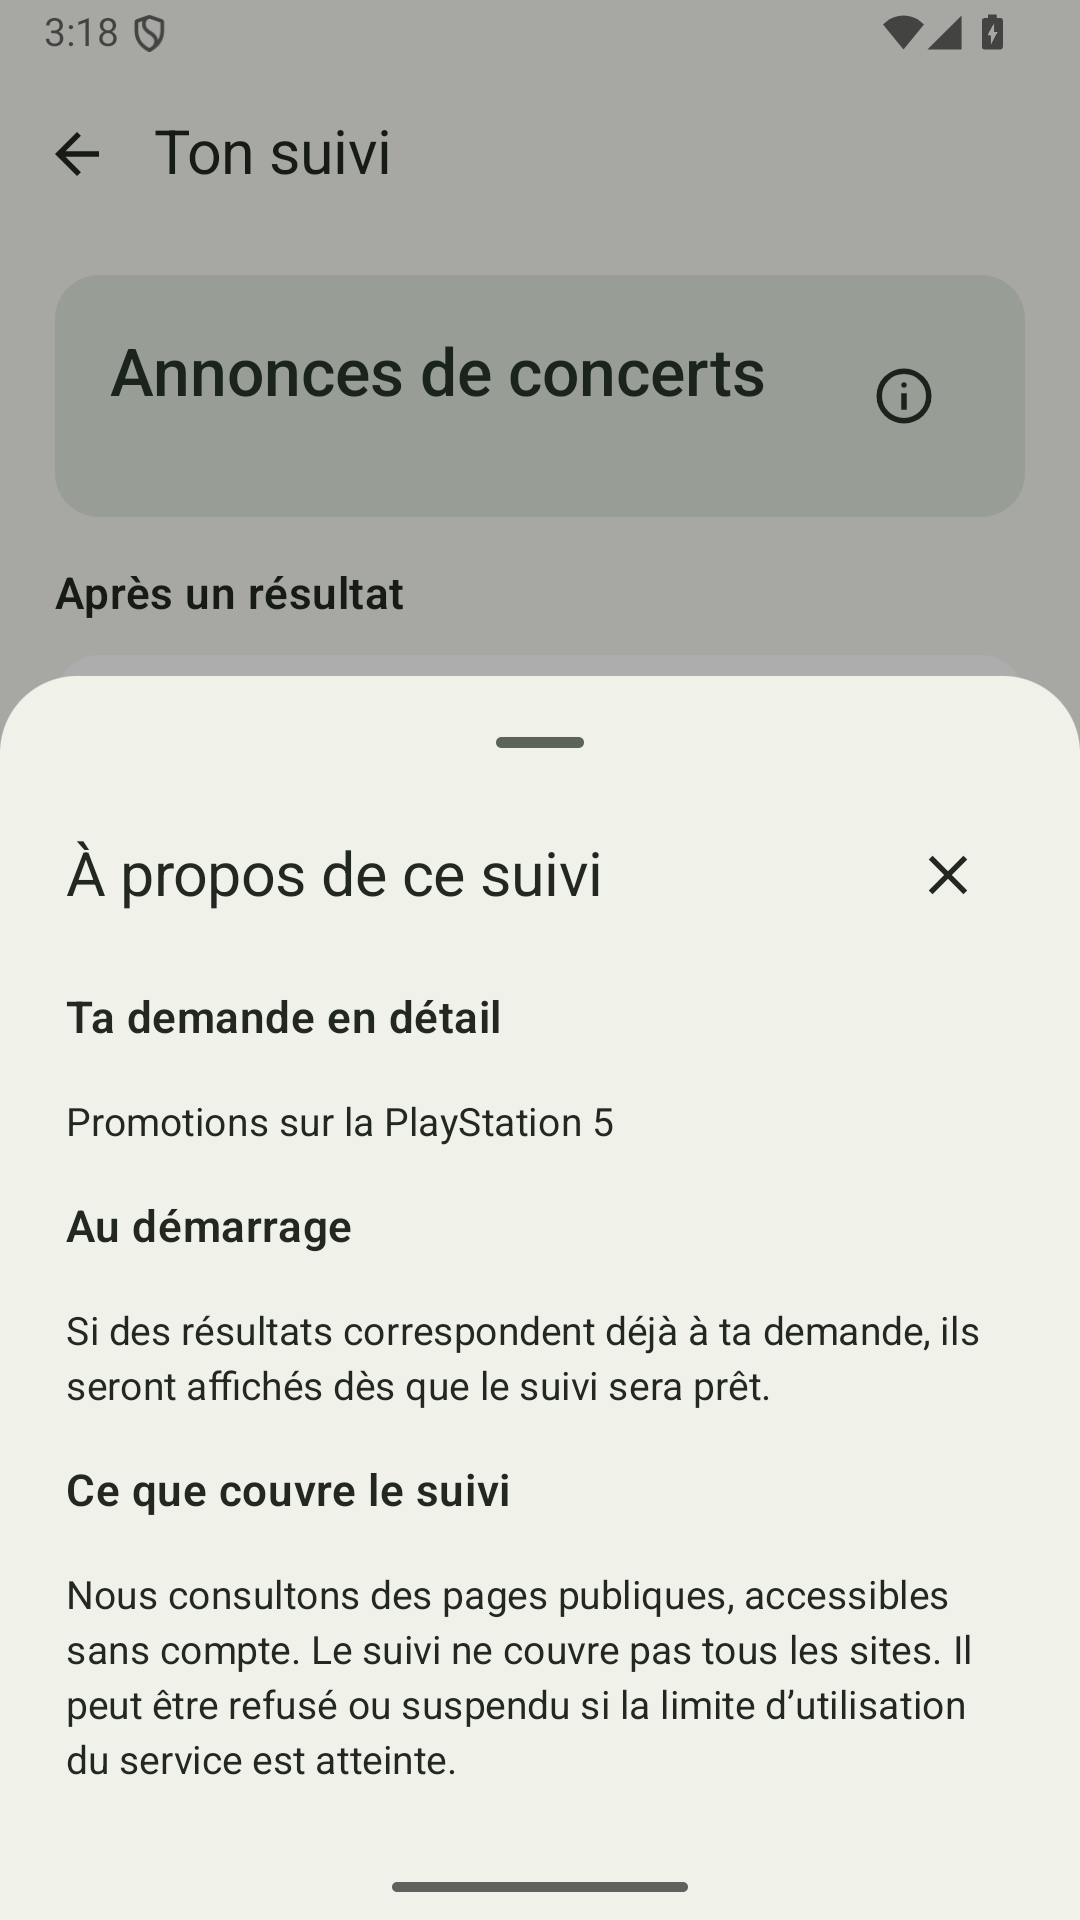 3:18
Ton suivi
Annonces de concerts
Après un résultat
À propos de ce suivi
Ta demande en détail
Promotions sur la PlayStation 5
Au démarrage
Si des résultats correspondent déjà à ta demande, ils
seront affichés dès que le suivi sera prêt.
Ce que couvre le suivi
Nous consultons des pages publiques, accessibles
sans compte. Le suivi ne couvre pas tous les sites. Il
peut être refusé ou suspendu si la limite d’utilisation
du service est atteinte.